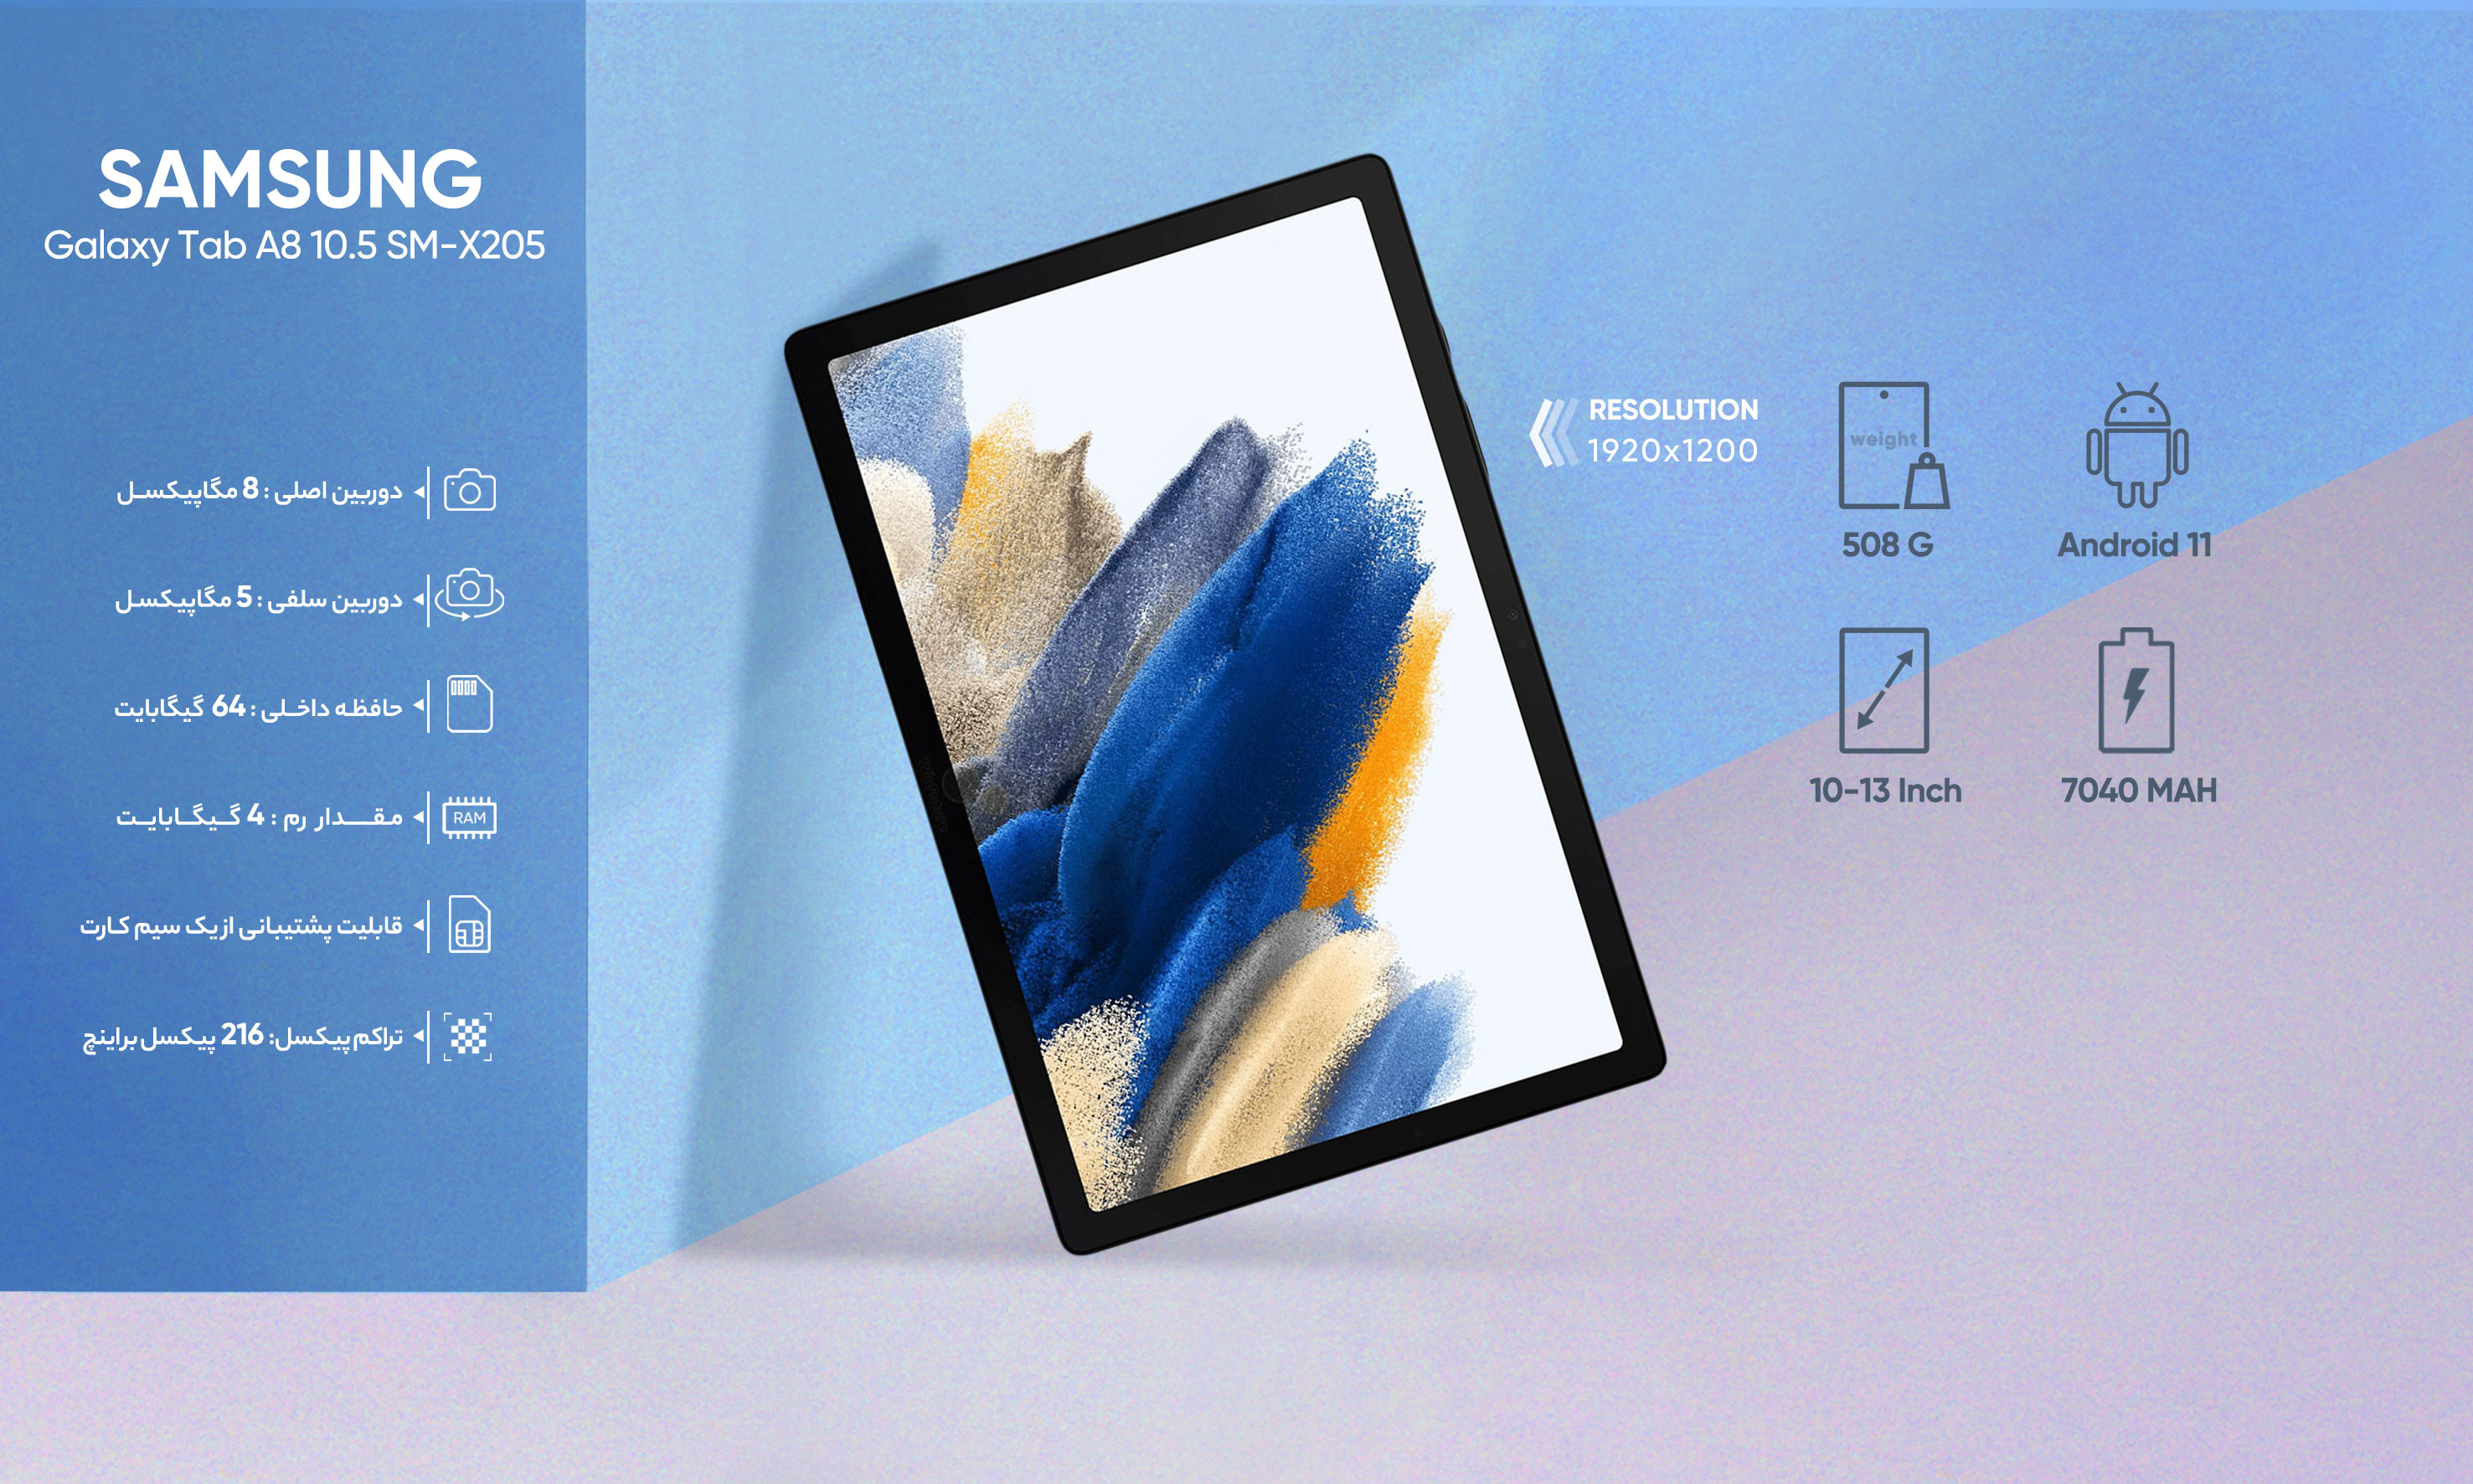 SAMSUNG
Galaxy Tab A8 10.5 SM-X205
دوربین اصلی : 8 مگاپیکسل
دوربین سلفی : 5 مگاپیکسل
حافظه داخلی : 64 گیگابایت
مقدار رم : 4 گیگابایت
RAM
قابلیت پشتیبانی از یک سیم کارت
تراکم پیکسل: 216 پیکسل براینچ
RESOLUTION
1920x1200
weight
508 G
Android 11
10-13 Inch
7040 MAH